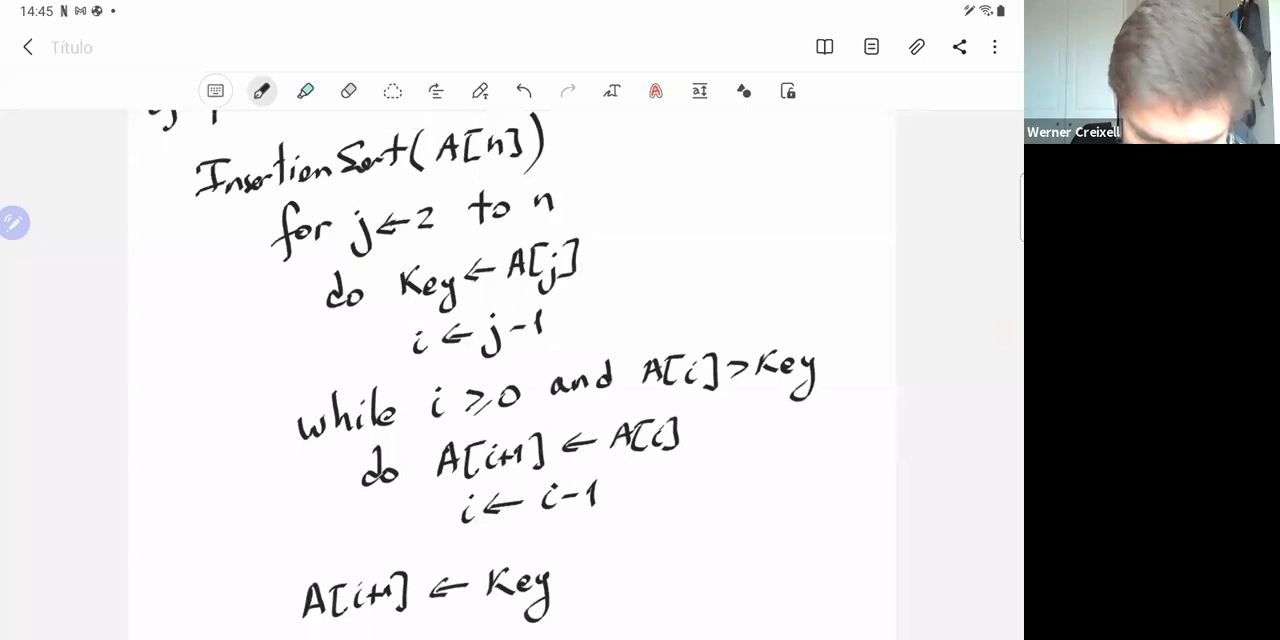 14:45
Título
Werner Creixell
InsertionSort(A[n])
for j ← 2 to n
do Key ← A[j]
i ← j-1
while i ≥ 0 and A[i] > Key
do A[i+1] ← A[i]
i ← i-1
A[i+1] ← Key